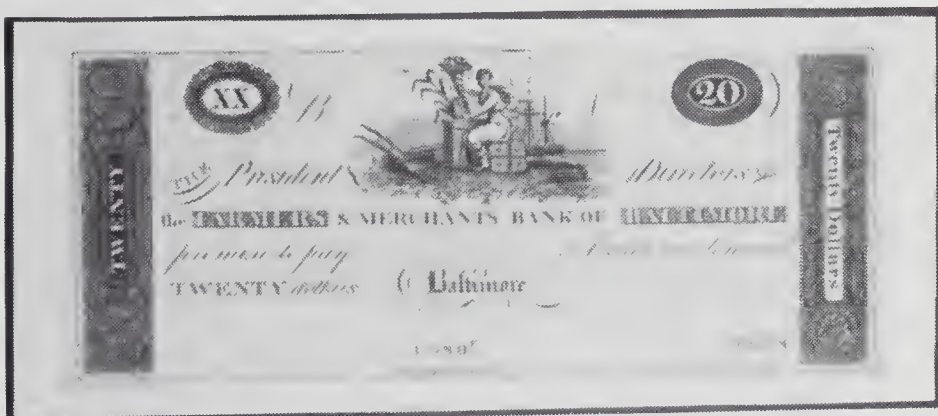 TWENTY
XX
20
THE President & Directors
the FARMERS & MERCHANTS BANK OF BALTIMORE
promise to pay
TWENTY dollars Baltimore
Twenty Dollars